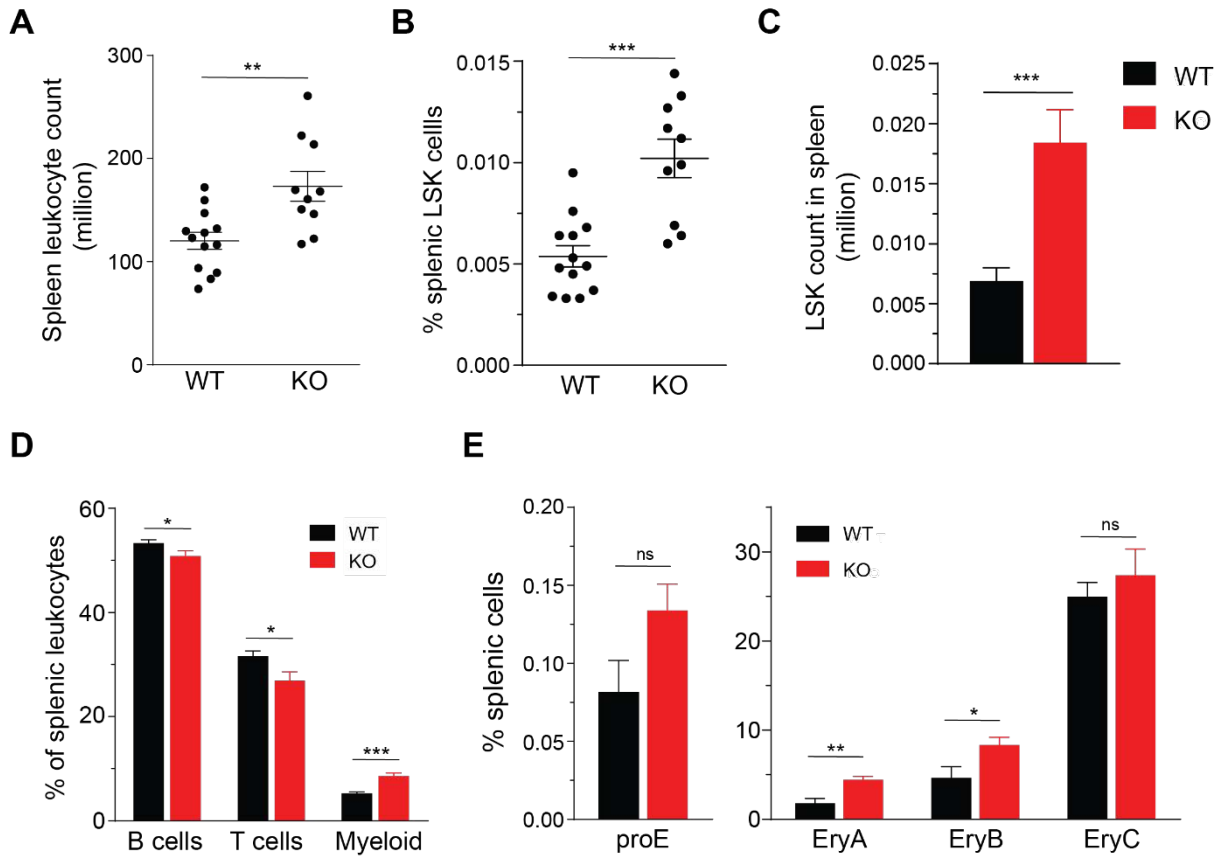 A
Spleen leukocyte count
(million)
300
200
100
0
**
WT
KO
B
% splenic LSK cellls
0.015
0.010
0.005
0.000
***
WT
KO
C
LSK count in spleen
(million)
0.025
0.020
0.015
0.010
0.005
0.000
***
WT
KO
D
% of splenic leukocytes
60
40
20
0
*
*
***
WT
KO
B cells
T cells
Myeloid
E
% splenic cells
0.20
0.15
0.10
0.05
0.00
ns
proE
30
20
10
0
WT
KO
**
*
ns
EryA
EryB
EryC